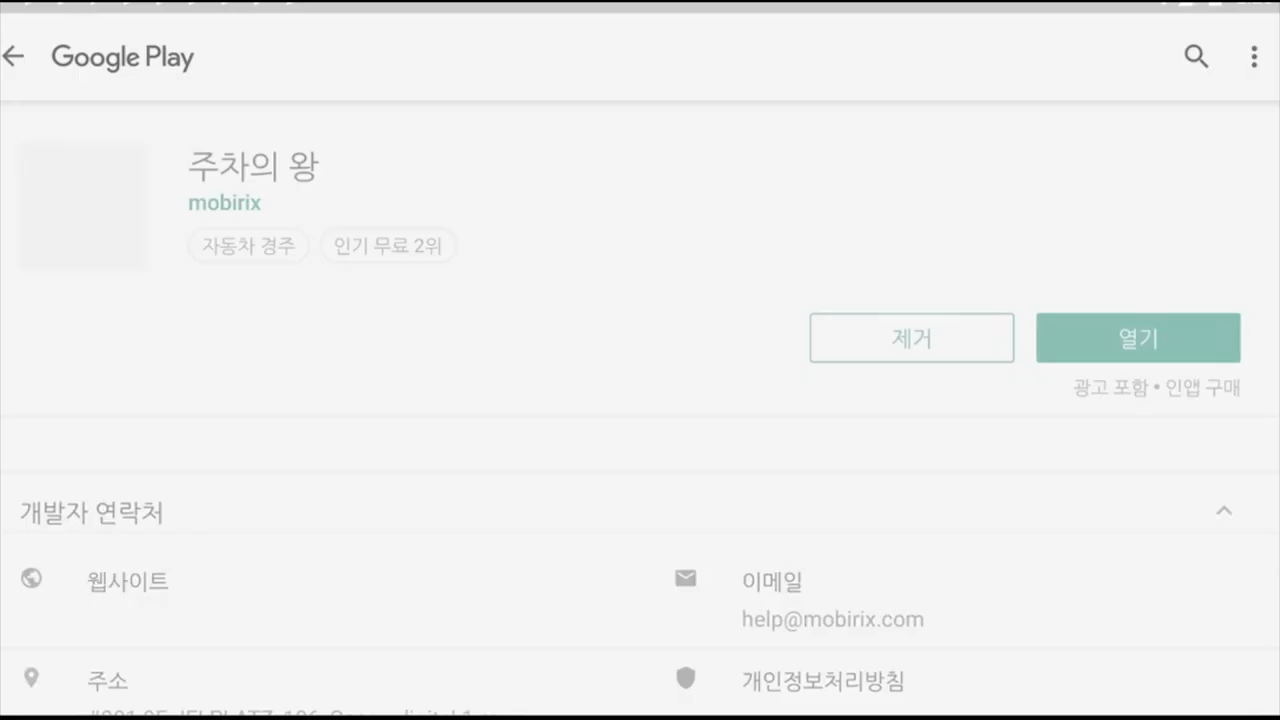 Google Play
주차의 왕
mobirix
자동차 경주 인기 무료 2위
제거 열기
광고 포함 • 인앱 구매
개발자 연락처
웹사이트 이메일
help@mobirix.com
주소 개인정보처리방침